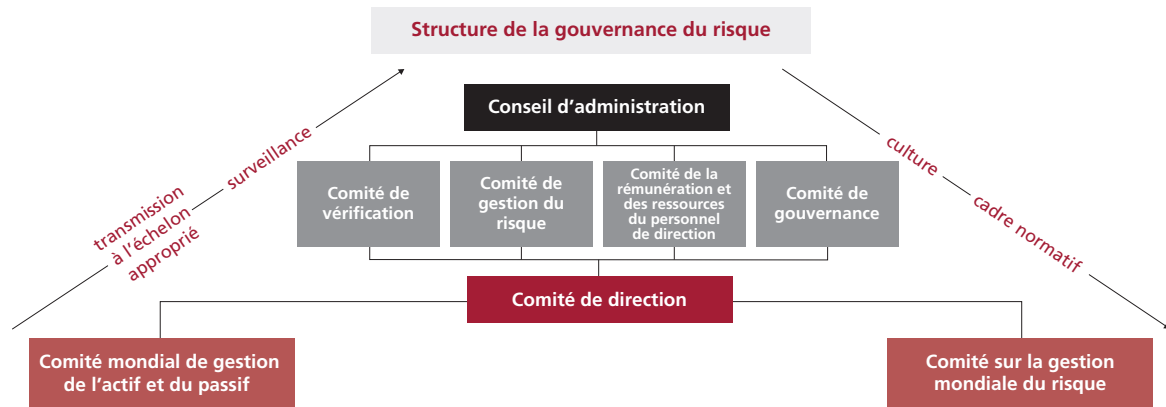 Structure de la gouvernance du risque
Conseil d'administration
transmission
à l'échelon
approprié
surveillance
culture
cadre normatif
Comité de
vérification
Comité de
gestion du
risque
Comité de la
rémunération et
des ressources
du personnel
de direction
Comité de
gouvernance
Comité de direction
Comité mondial de gestion
de l'actif et du passif
Comité sur la gestion
mondiale du risque